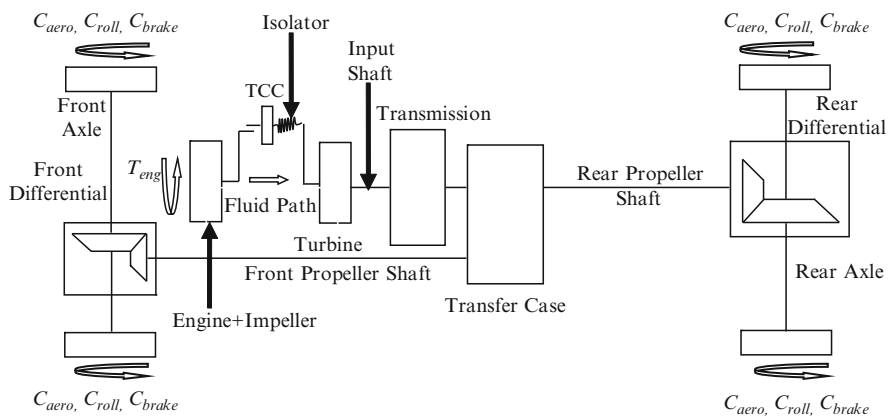 C_aero, C_roll, C_brake
Isolator
C_aero, C_roll, C_brake
Input
Shaft
TCC
Front
Axle
Transmission
Rear
Differential
Front
Differential
T_eng
Fluid Path
Rear Propeller
Shaft
Turbine
Front Propeller Shaft
Rear Axle
Transfer Case
Engine+Impeller
C_aero, C_roll, C_brake
C_aero, C_roll, C_brake